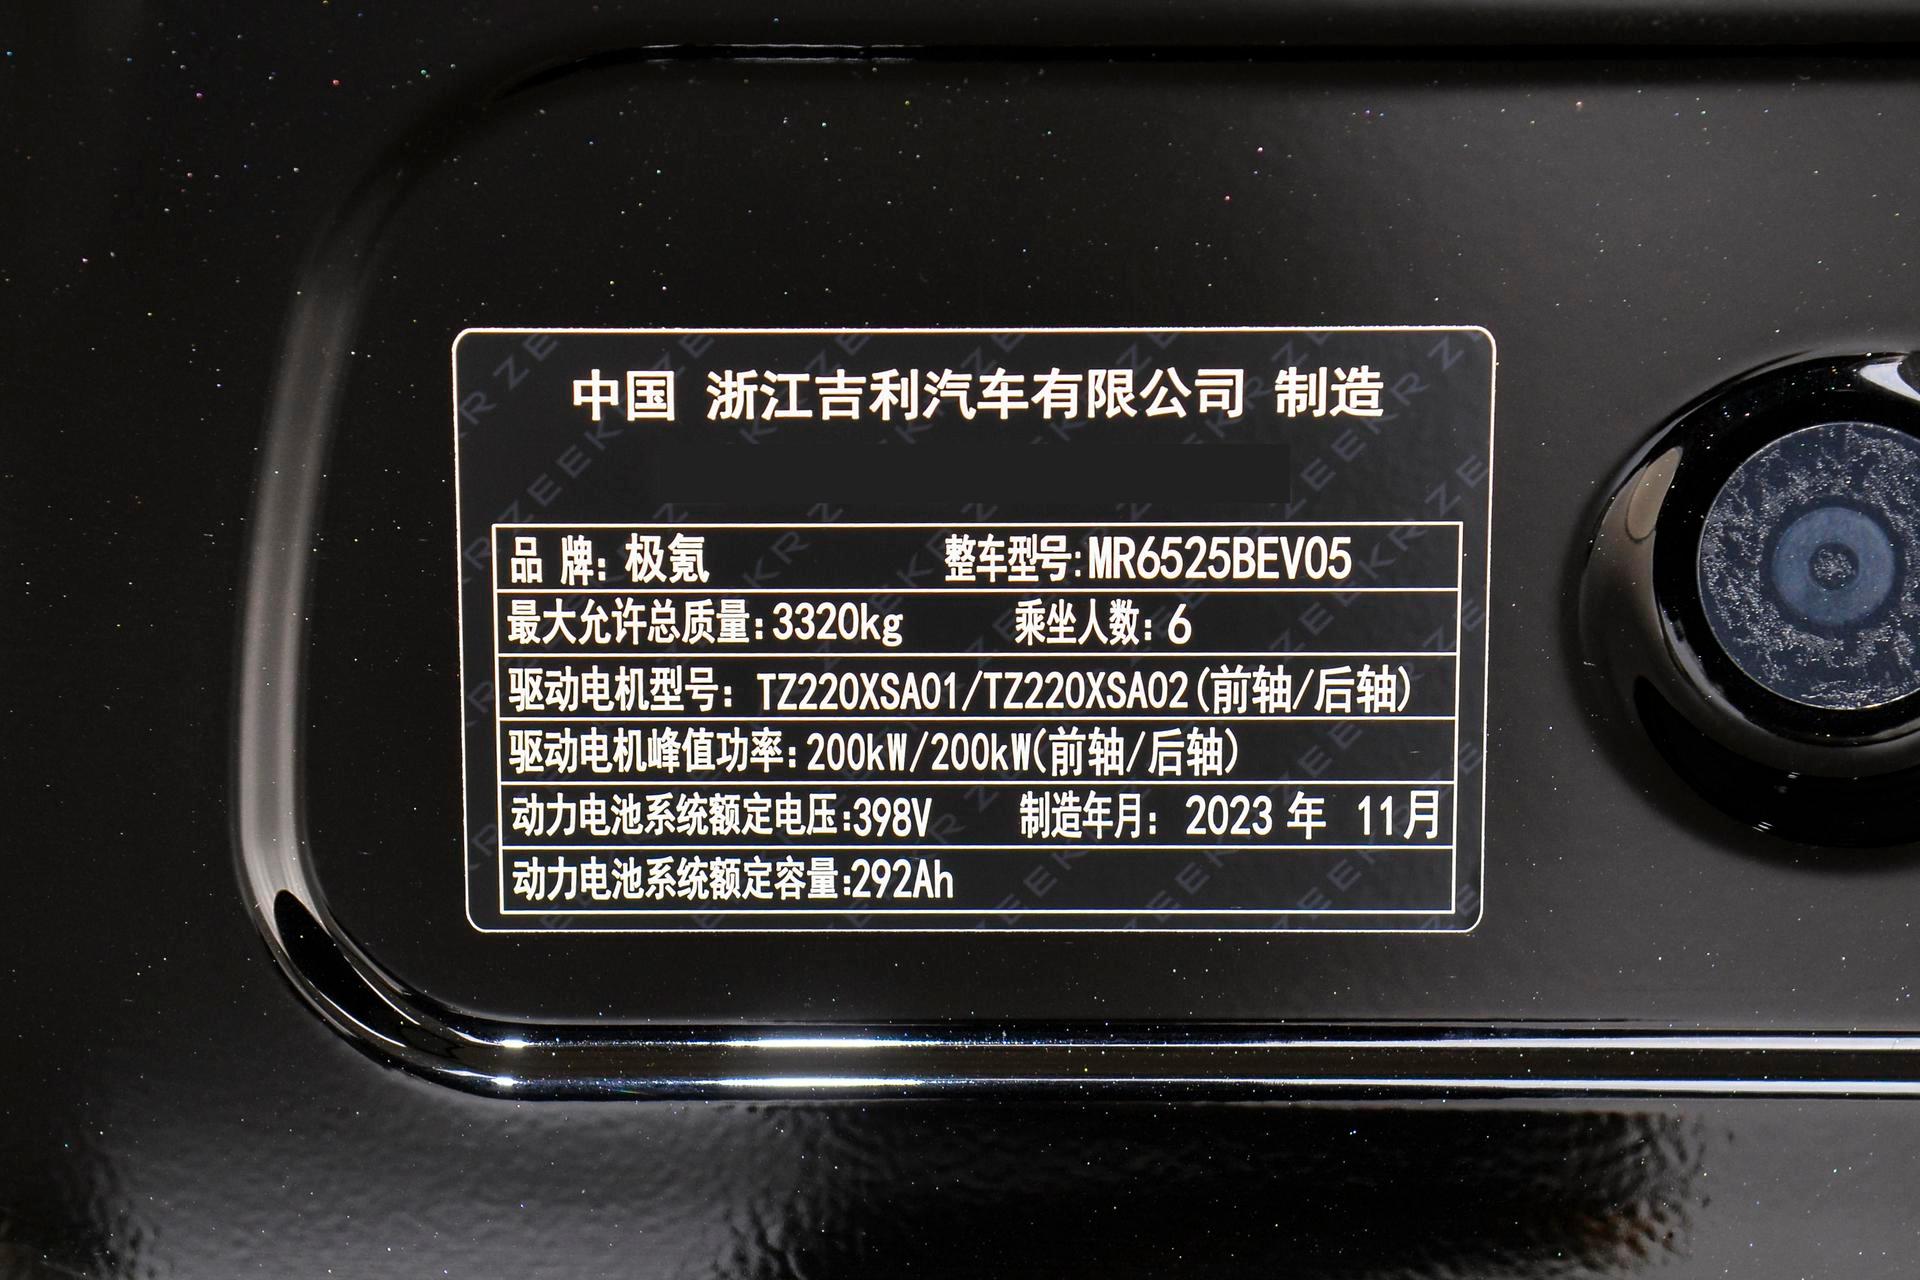 中国 浙江吉利汽车有限公司 制造
品 牌: 极氪 整车型号:MR6525BEV05
最大允许总质量:3320kg 乘坐人数: 6
驱动电机型号: TZ220XSA01/TZ220XSA02(前轴/后轴)
驱动电机峰值功率:200kW/200kW(前轴/后轴)
动力电池系统额定电压:398V 制造年月: 2023 年 11月
动力电池系统额定容量:292Ah
ZEEKR